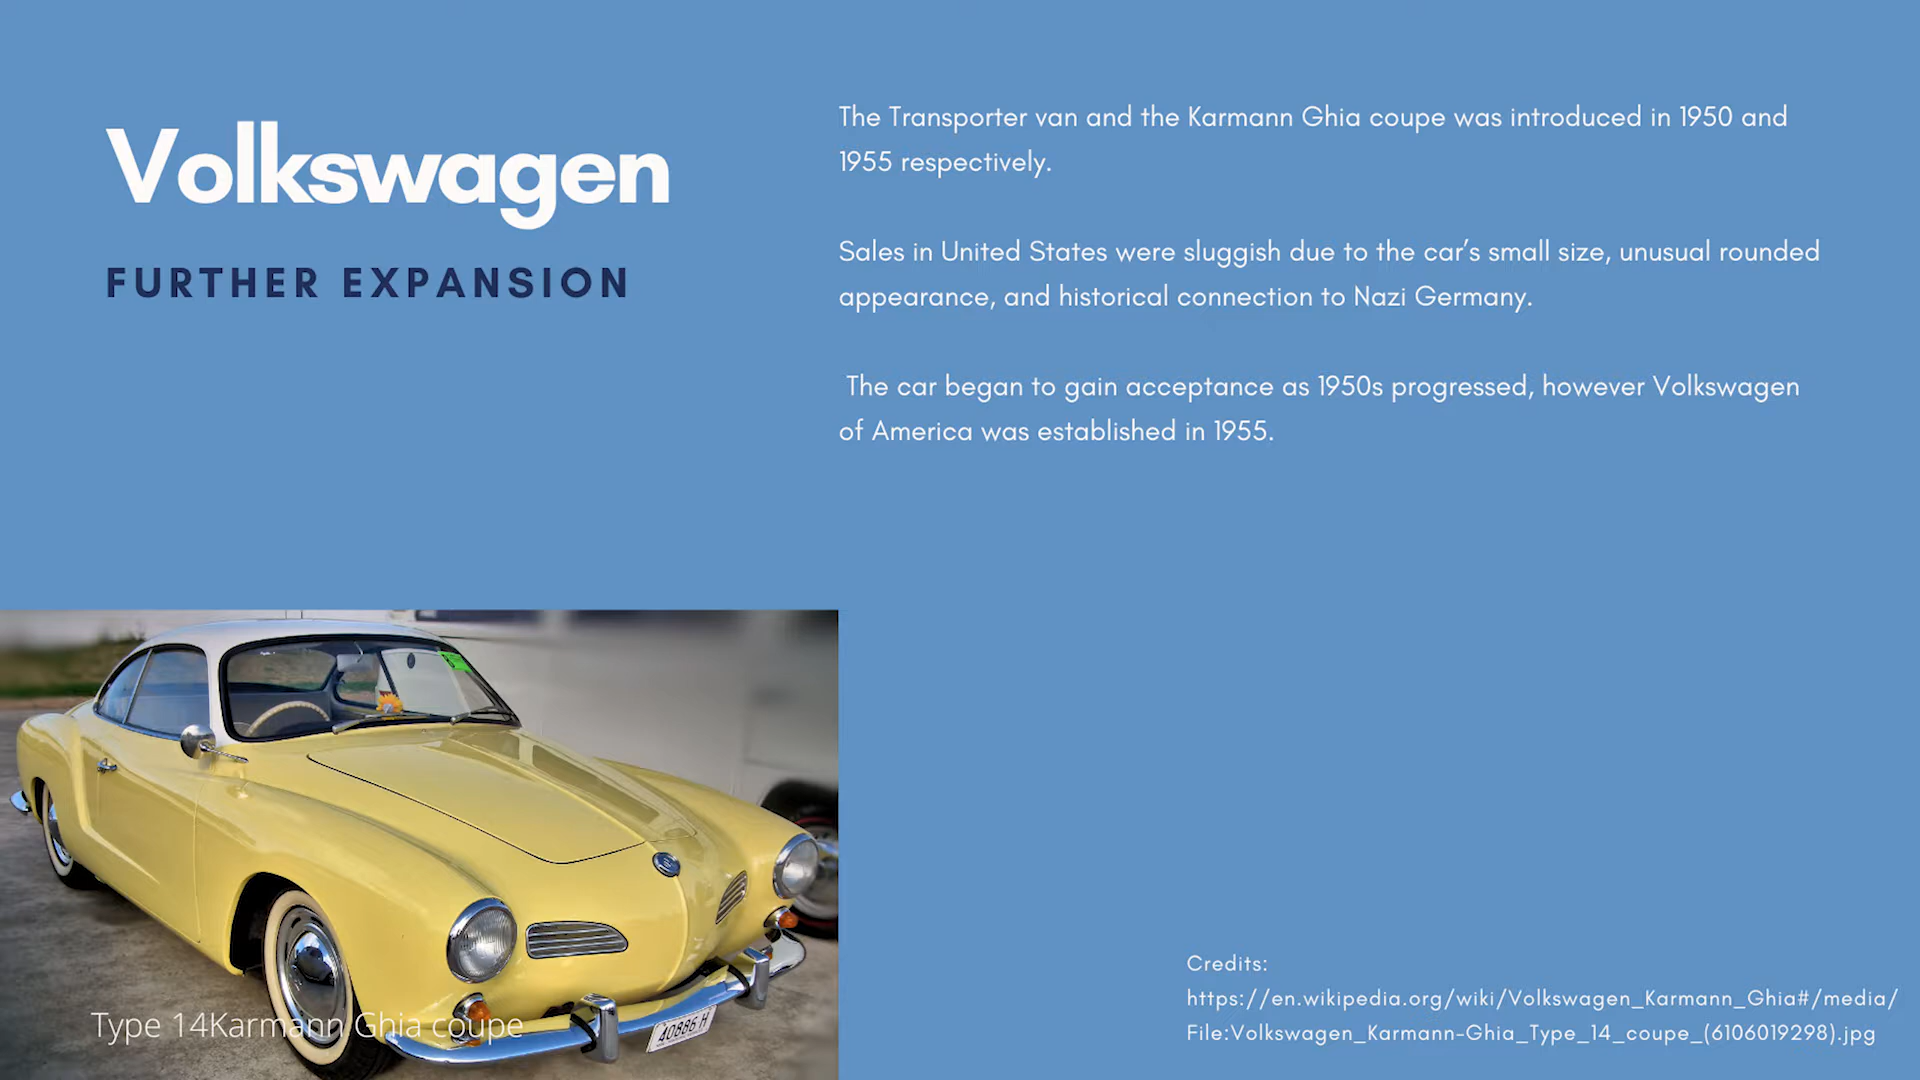 Volkswagen
FURTHER EXPANSION
The Transporter van and the Karmann Ghia coupe was introduced in 1950 and
1955 respectively.
Sales in United States were sluggish due to the car’s small size, unusual rounded
appearance, and historical connection to Nazi Germany.
The car began to gain acceptance as 1950s progressed, however Volkswagen
of America was established in 1955.
40886 H
Type 14Karmann Ghia coupe
Credits:
https://en.wikipedia.org/wiki/Volkswagen_Karmann_Ghia#/media/
File:Volkswagen_Karmann-Ghia_Type_14_coupe_(6106019298).jpg